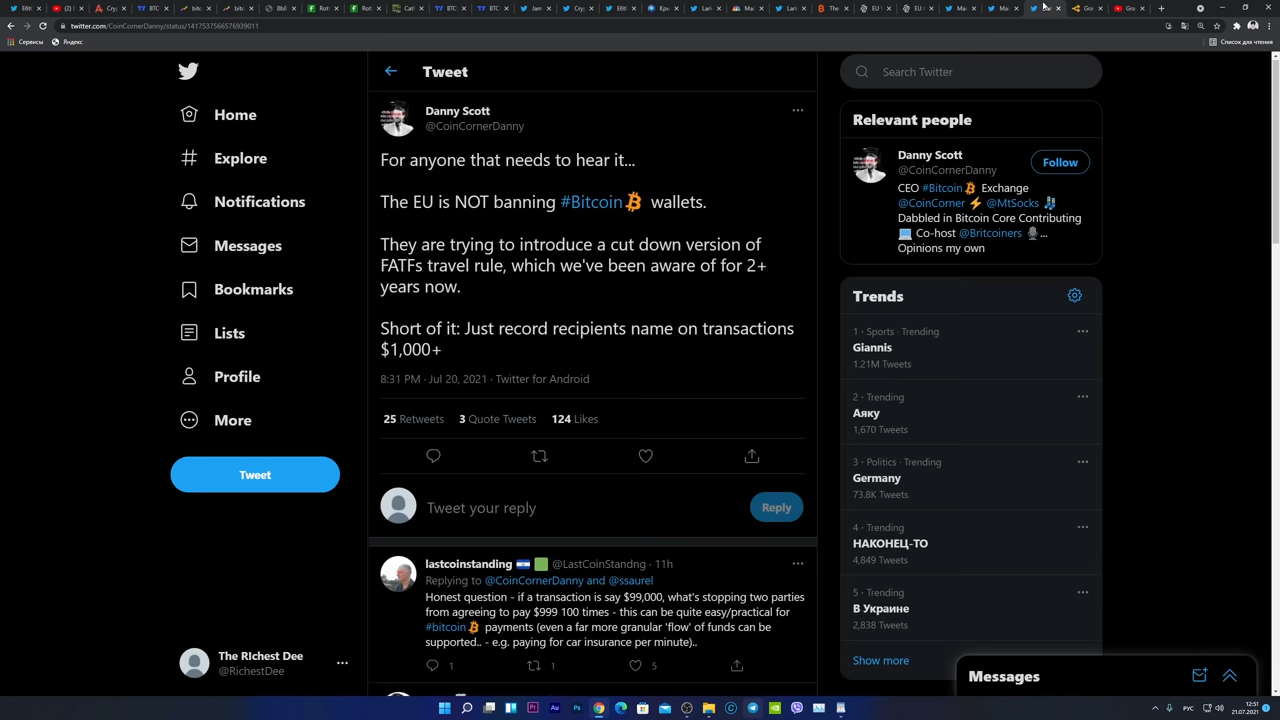 twitter.com/CoinCornerDanny/status/1417537566576939011
Сервисы
Яндекс
Список для чтения
Home
Explore
Notifications
Messages
Bookmarks
Lists
Profile
More
Tweet
The RIchest Dee
@RichestDee
Tweet
Danny Scott
@CoinCornerDanny
For anyone that needs to hear it...
The EU is NOT banning #Bitcoin wallets.
They are trying to introduce a cut down version of
FATFs travel rule, which we've been aware of for 2+
years now.
Short of it: Just record recipients name on transactions
$1,000+
8:31 PM · Jul 20, 2021 · Twitter for Android
25 Retweets 3 Quote Tweets 124 Likes
Tweet your reply
Reply
lastcoinstanding @LastCoinStandng · 11h
Replying to @CoinCornerDanny and @ssaurel
Honest question - if a transaction is say $99,000, what's stopping two parties
from agreeing to pay $999 100 times - this can be quite easy/practical for
#bitcoin payments (even a far more granular 'flow' of funds can be
supported.. - e.g. paying for car insurance per minute)..
1 1 5
Search Twitter
Relevant people
Danny Scott
@CoinCornerDanny
Follow
CEO #Bitcoin Exchange
@CoinCorner @MtSocks
Dabbled in Bitcoin Core Contributing
Co-host @Britcoiners ...
Opinions my own
Trends
1 · Sports · Trending
Giannis
1.21M Tweets
2 · Trending
Аяку
1,670 Tweets
3 · Politics · Trending
Germany
73.8K Tweets
4 · Trending
НАКОНЕЦ-ТО
4,849 Tweets
5 · Trending
В Украине
2,838 Tweets
Show more
Messages
РУС
12:51
21.07.2021